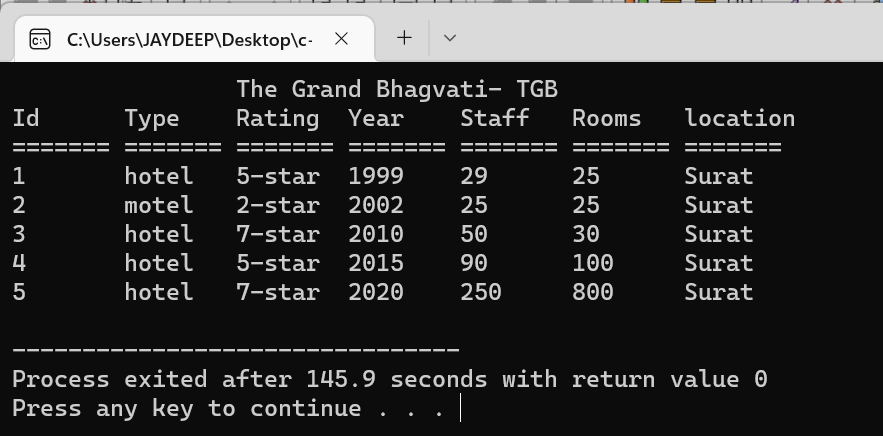 C:\Users\JAYDEEP\Desktop\c-
The Grand Bhagvati- TGB
Id Type Rating Year Staff Rooms location
======= ======= ======= ======= ======= ======= =======
1 hotel 5-star 1999 29 25 Surat
2 motel 2-star 2002 25 25 Surat
3 hotel 7-star 2010 50 30 Surat
4 hotel 5-star 2015 90 100 Surat
5 hotel 7-star 2020 250 800 Surat
--------------------------------
Process exited after 145.9 seconds with return value 0
Press any key to continue . . .